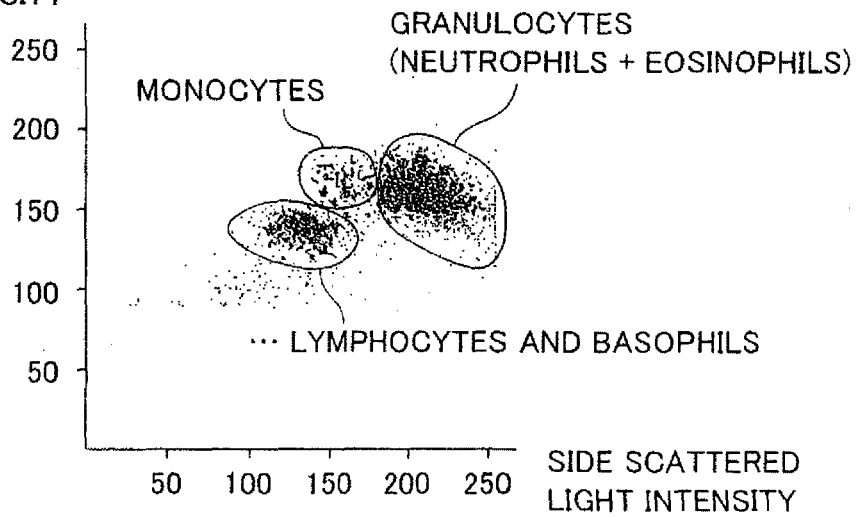 GRANULOCYTES
(NEUTROPHILS + EOSINOPHILS)
MONOCYTES
250
200
150
100
50
··· LYMPHOCYTES AND BASOPHILS
50 100 150 200 250
SIDE SCATTERED
LIGHT INTENSITY